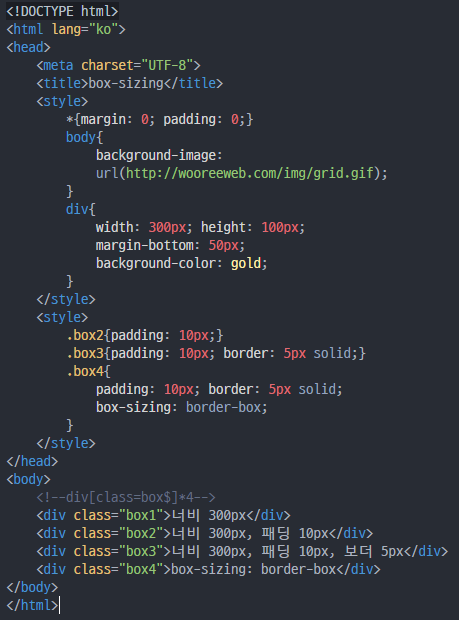 <!DOCTYPE html>
<html lang="ko">
<head>
    <meta charset="UTF-8">
    <title>box-sizing</title>
    <style>
        *{margin: 0; padding: 0;}
        body{
            background-image:
            url(http://wooreeweb.com/img/grid.gif);
        }
        div{
            width: 300px; height: 100px;
            margin-bottom: 50px;
            background-color: gold;
        }
    </style>
    <style>
        .box2{padding: 10px;}
        .box3{padding: 10px; border: 5px solid;}
        .box4{
            padding: 10px; border: 5px solid;
            box-sizing: border-box;
        }
    </style>
</head>
<body>
    <!--div[class=box$]*4-->
    <div class="box1">너비 300px</div>
    <div class="box2">너비 300px, 패딩 10px</div>
    <div class="box3">너비 300px, 패딩 10px, 보더 5px</div>
    <div class="box4">box-sizing: border-box</div>
</body>
</html>